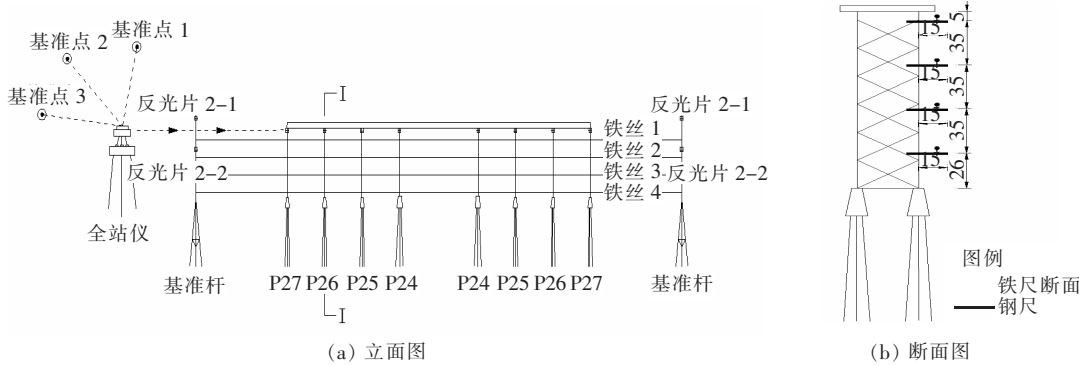 基准点 1
基准点 2
基准点 3
反光片 2-1
I
反光片 2-1
铁丝 1
铁丝 2
反光片 2-2
铁丝 3
反光片 2-2
铁丝 4
全站仪
基准杆
P27
P26
P25
P24
P24
P25
P26
P27
基准杆
I
(a) 立面图
5
15
35
15
35
15
35
15
26
图例
铁尺断面
钢尺
(b) 断面图